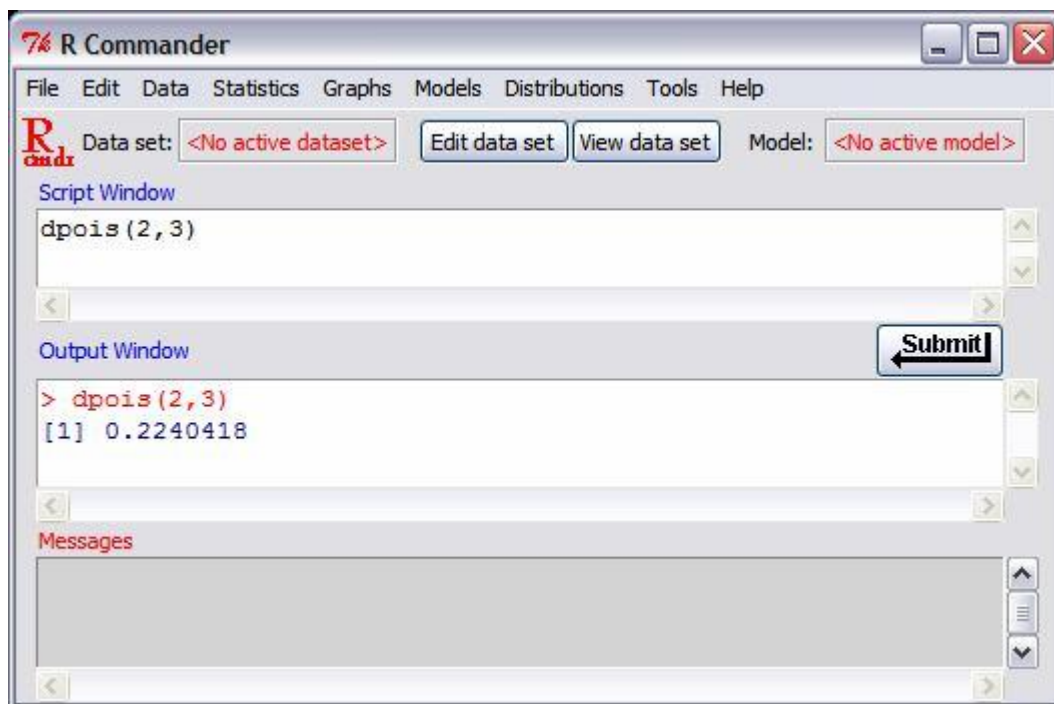 R Commander
File Edit Data Statistics Graphs Models Distributions Tools Help
R cmdr Data set: <No active dataset> Edit data set View data set Model: <No active model>
Script Window
dpois(2,3)
Output Window Submit
> dpois(2,3)
[1] 0.2240418
Messages